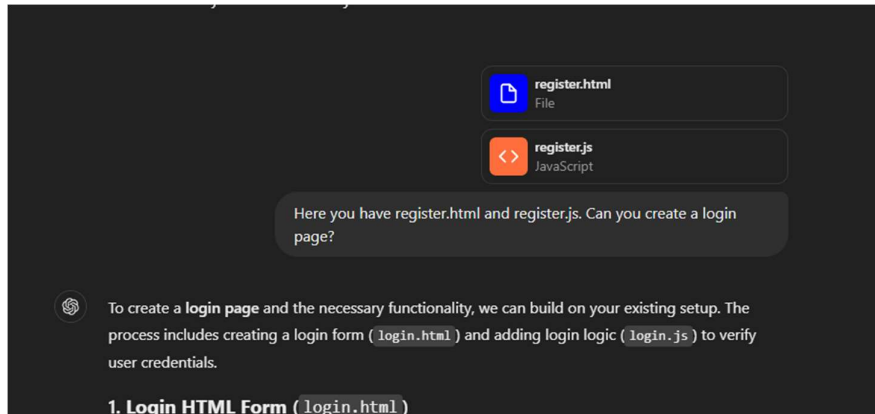 register.html
File
register.js
JavaScript
Here you have register.html and register.js. Can you create a login
page?
To create a login page and the necessary functionality, we can build on your existing setup. The
process includes creating a login form ( login.html ) and adding login logic ( login.js ) to verify
user credentials.
1. Login HTML Form ( login.html )